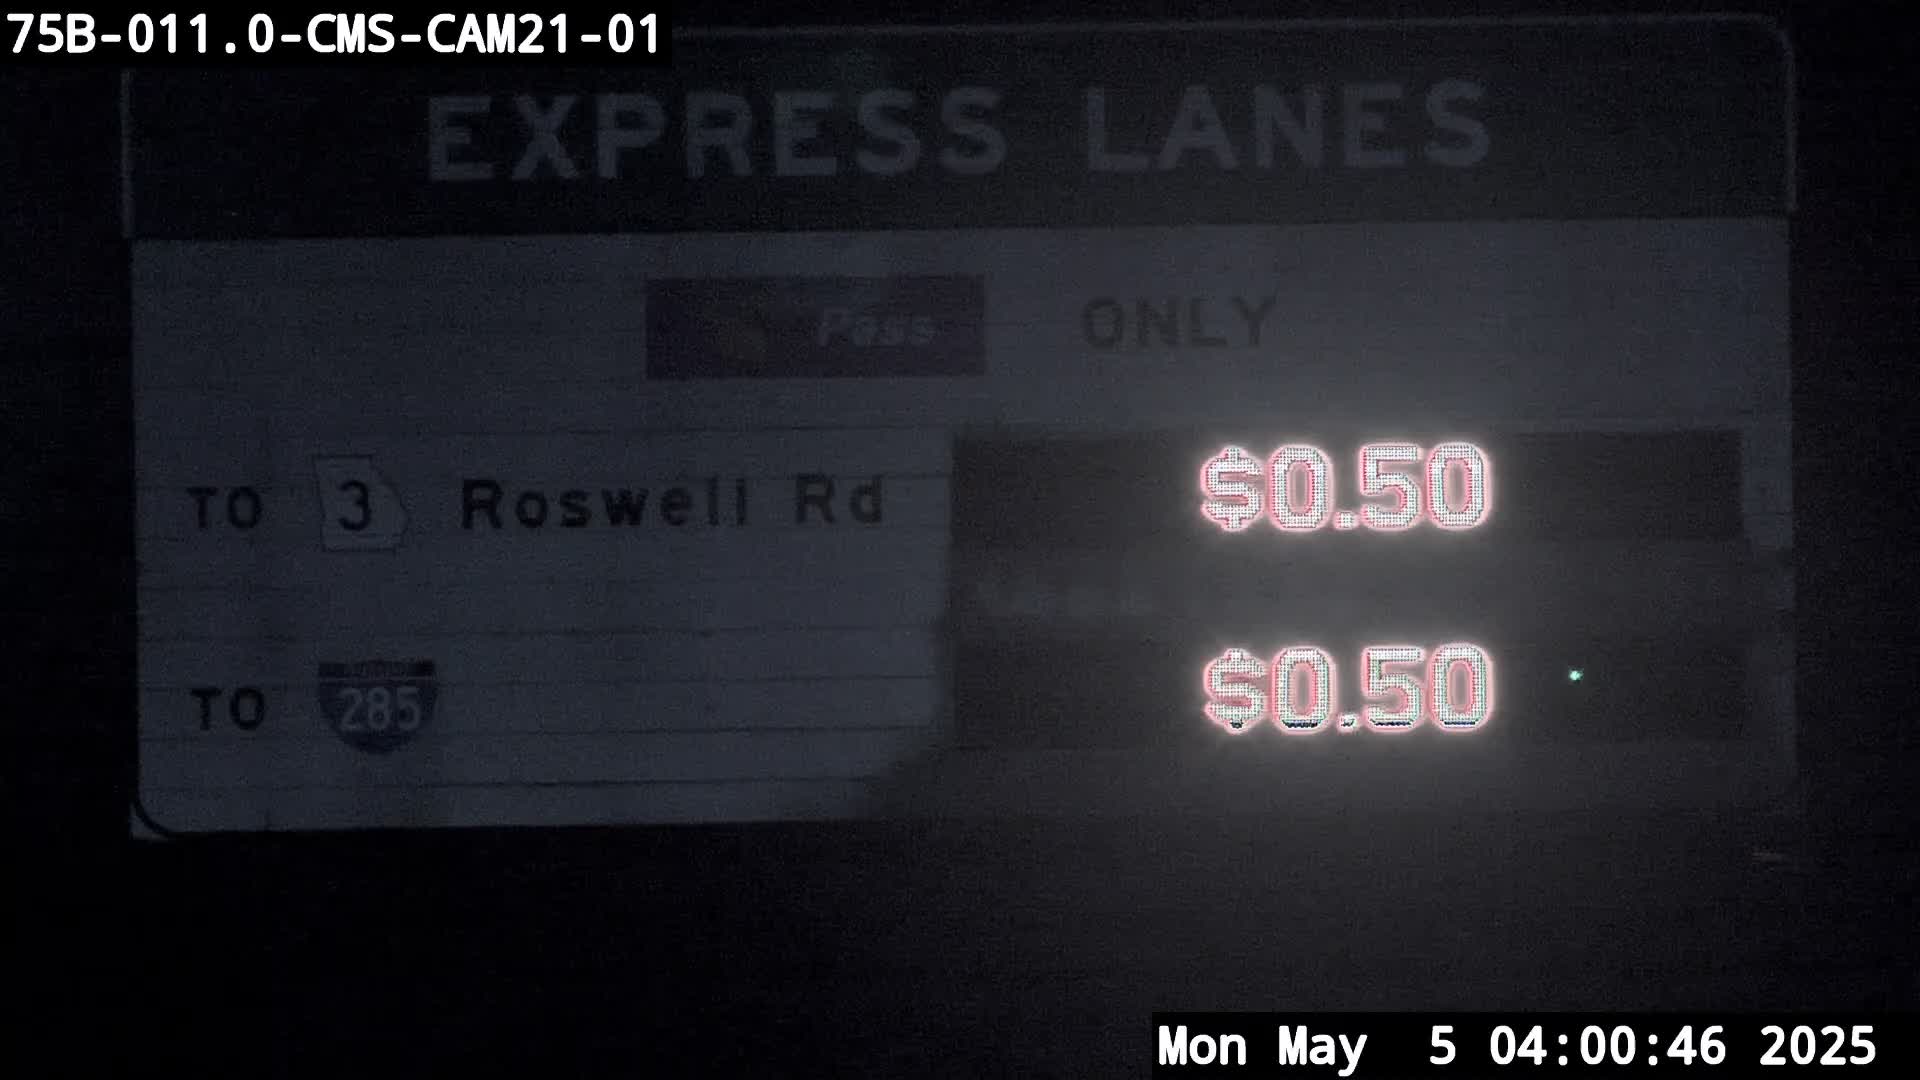 75B-011.0-CMS-CAM21-01
EXPRESS LANES
Pass ONLY
TO 3 Roswell Rd $0.50
TO 285 $0.50
Mon May 5 04:00:46 2025